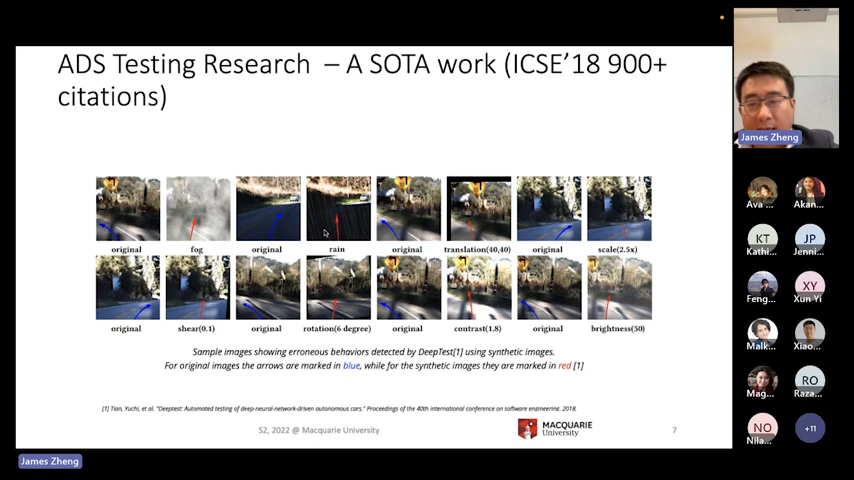 ADS Testing Research – A SOTA work (ICSE'18 900+
citations)
original fog original rain original translation(40,40) original scale(2.5x)
original shear(0.1) original rotation(6 degree) original contrast(1.8) original brightness(50)
Sample images showing erroneous behaviors detected by DeepTest[1] using synthetic images.
For original images the arrows are marked in blue, while for the synthetic images they are marked in red [1]
[1] Tian, Yuchi, et al. "Deeptest: Automated testing of deep-neural-network-driven autonomous cars." Proceedings of the 40th international conference on software engineering. 2018.
S2, 2022 @ Macquarie University
MACQUARIE
University
7
James Zheng
James Zheng
Ava ...
Akan...
KT
JP
Kathi...
Jenni...
XY
Feng...
Xun Yi
Malk...
Xiao...
RO
Mag...
Raza...
NO
+11
Nila...